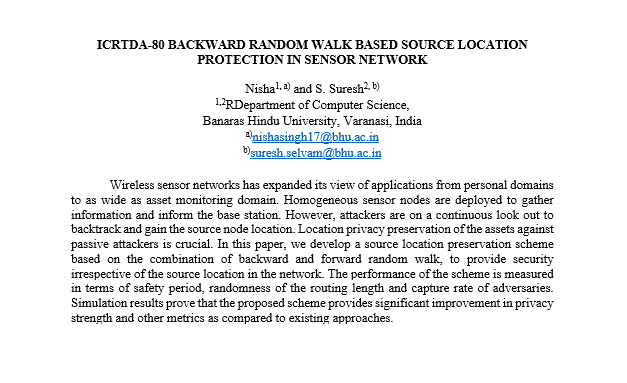 ICRTDA-80 BACKWARD RANDOM WALK BASED SOURCE LOCATION
PROTECTION IN SENSOR NETWORK
Nisha1, a) and S. Suresh2, b)
1,2RDepartment of Computer Science,
Banaras Hindu University, Varanasi, India
a)nishasingh17@bhu.ac.in
b)suresh.selvam@bhu.ac.in
Wireless sensor networks has expanded its view of applications from personal domains
to as wide as asset monitoring domain. Homogeneous sensor nodes are deployed to gather
information and inform the base station. However, attackers are on a continuous look out to
backtrack and gain the source node location. Location privacy preservation of the assets against
passive attackers is crucial. In this paper, we develop a source location preservation scheme
based on the combination of backward and forward random walk, to provide security
irrespective of the source location in the network. The performance of the scheme is measured
in terms of safety period, randomness of the routing length and capture rate of adversaries.
Simulation results prove that the proposed scheme provides significant improvement in privacy
strength and other metrics as compared to existing approaches.